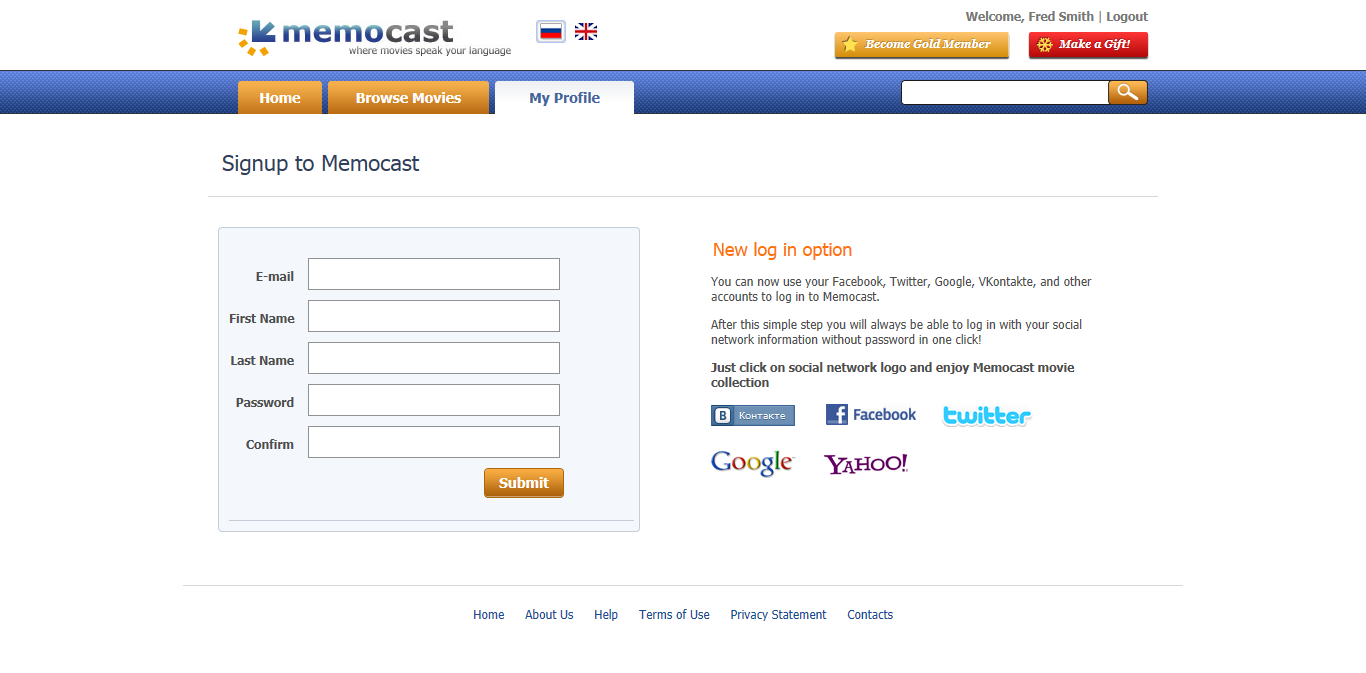 memocast
where movies speak your language
Welcome, Fred Smith | Logout
Become Gold Member
Make a Gift!
Home
Browse Movies
My Profile
Signup to Memocast
E-mail
First Name
Last Name
Password
Confirm
Submit
New log in option
You can now use your Facebook, Twitter, Google, VKontakte, and other
accounts to log in to Memocast.
After this simple step you will always be able to log in with your social
network information without password in one click!
Just click on social network logo and enjoy Memocast movie
collection
В Контакте
f Facebook
twitter
Google
YAHOO!
Home About Us Help Terms of Use Privacy Statement Contacts